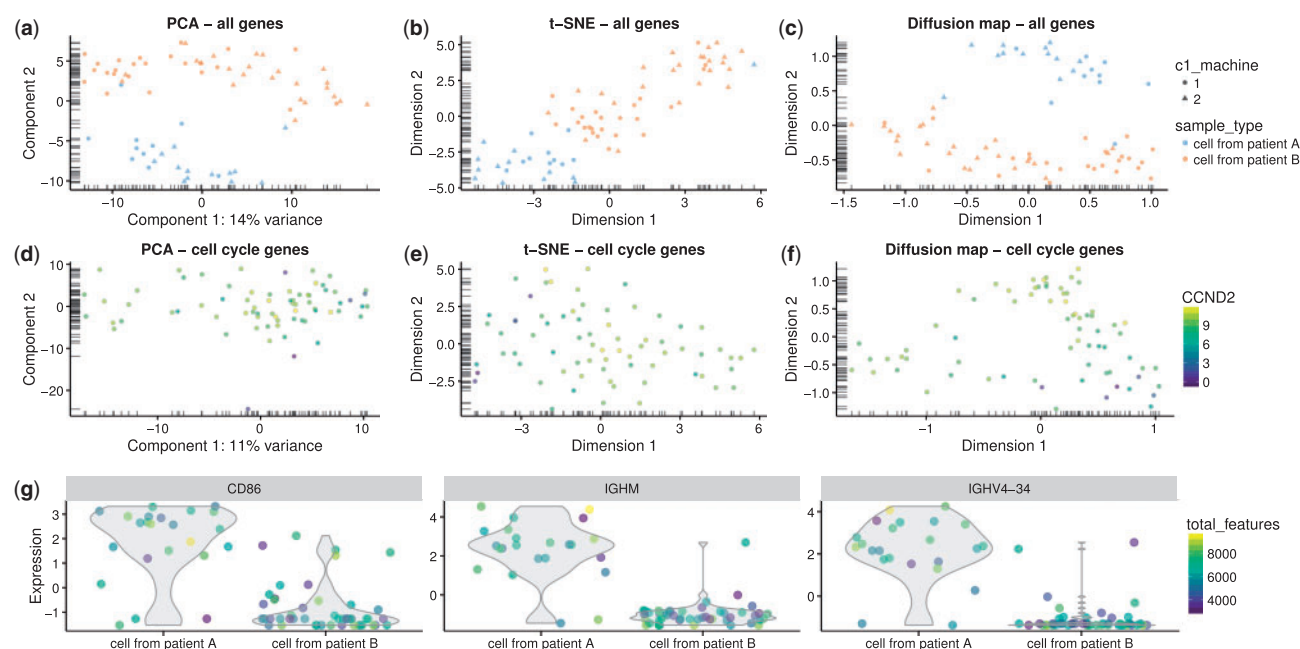 (a) PCA – all genes
Component 2
5
0
−5
−10
−10 0 10
Component 1: 14% variance
(b) t−SNE – all genes
Dimension 2
5.0
2.5
0.0
−2.5
−5.0
−3 0 3 6
Dimension 1
(c) Diffusion map – all genes
Dimension 2
1.0
0.5
0.0
−0.5
−1.5 −1.0 −0.5 0.0 0.5 1.0
Dimension 1
c1_machine
1
2
sample_type
cell from patient A
cell from patient B
(d) PCA – cell cycle genes
Component 2
10
0
−10
−20
−10 0 10
Component 1: 11% variance
(e) t−SNE – cell cycle genes
Dimension 2
5.0
2.5
0.0
−2.5
−3 0 3 6
Dimension 1
(f) Diffusion map – cell cycle genes
Dimension 2
1.0
0.5
0.0
−0.5
−1.0
−1 0 1
Dimension 1
CCND2
9
6
3
0
(g) CD86
Expression
3
2
1
0
−1
cell from patient A cell from patient B
IGHM
4
2
0
cell from patient A cell from patient B
IGHV4−34
4
2
0
cell from patient A cell from patient B
total_features
8000
6000
4000